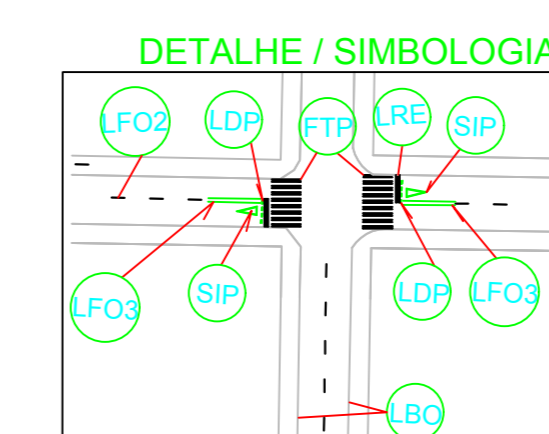 DETALHE / SIMBOLOGIA
LFO2
LDP
FTP
LRE
SIP
LFO3
SIP
LDP
LFO3
LBO